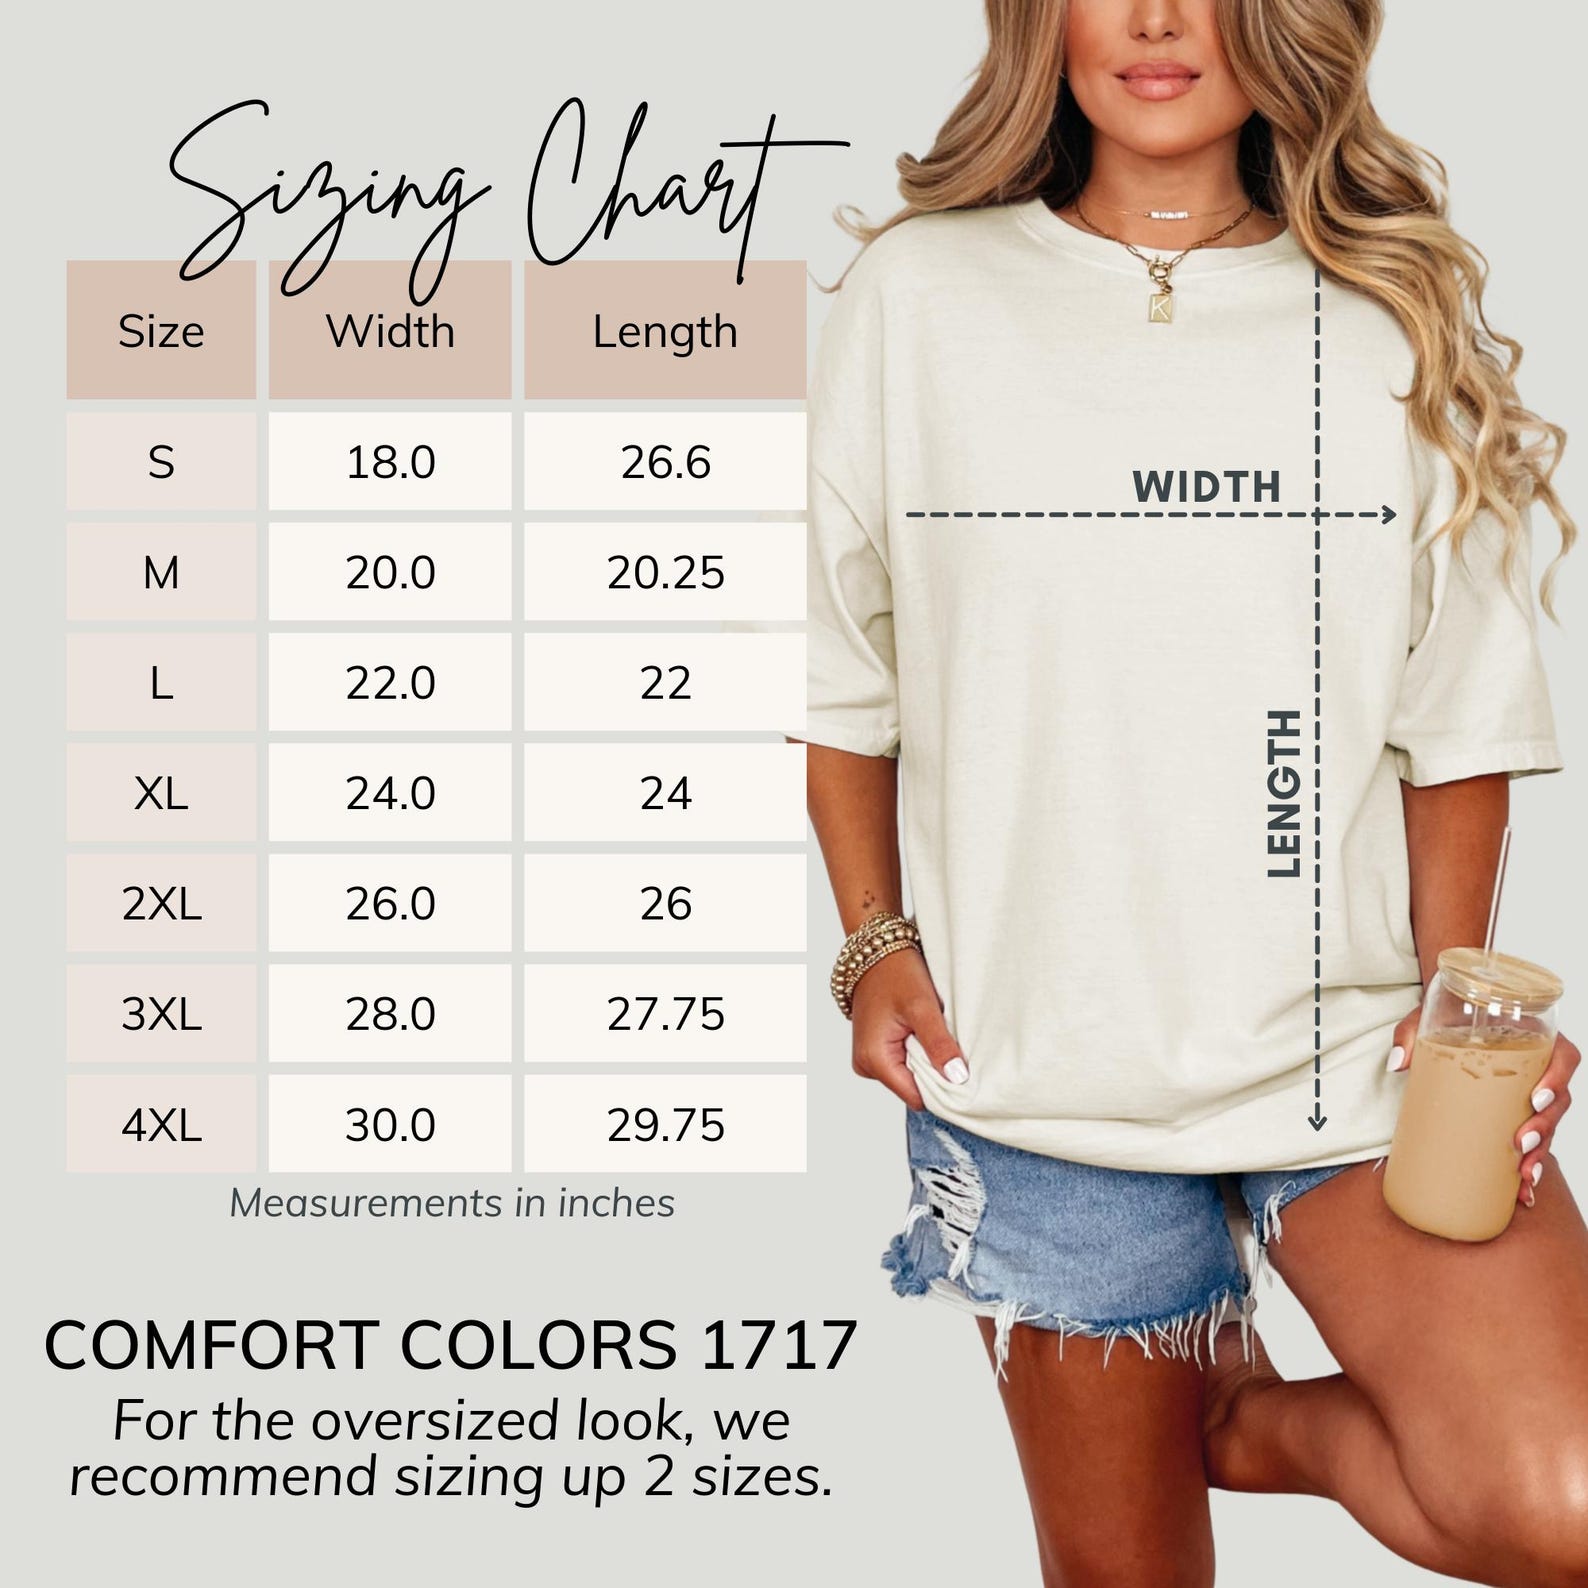 Sizing Chart
Size Width Length
S 18.0 26.6
M 20.0 20.25
L 22.0 22
XL 24.0 24
2XL 26.0 26
3XL 28.0 27.75
4XL 30.0 29.75
Measurements in inches
COMFORT COLORS 1717
For the oversized look, we
recommend sizing up 2 sizes.
K
WIDTH
LENGTH